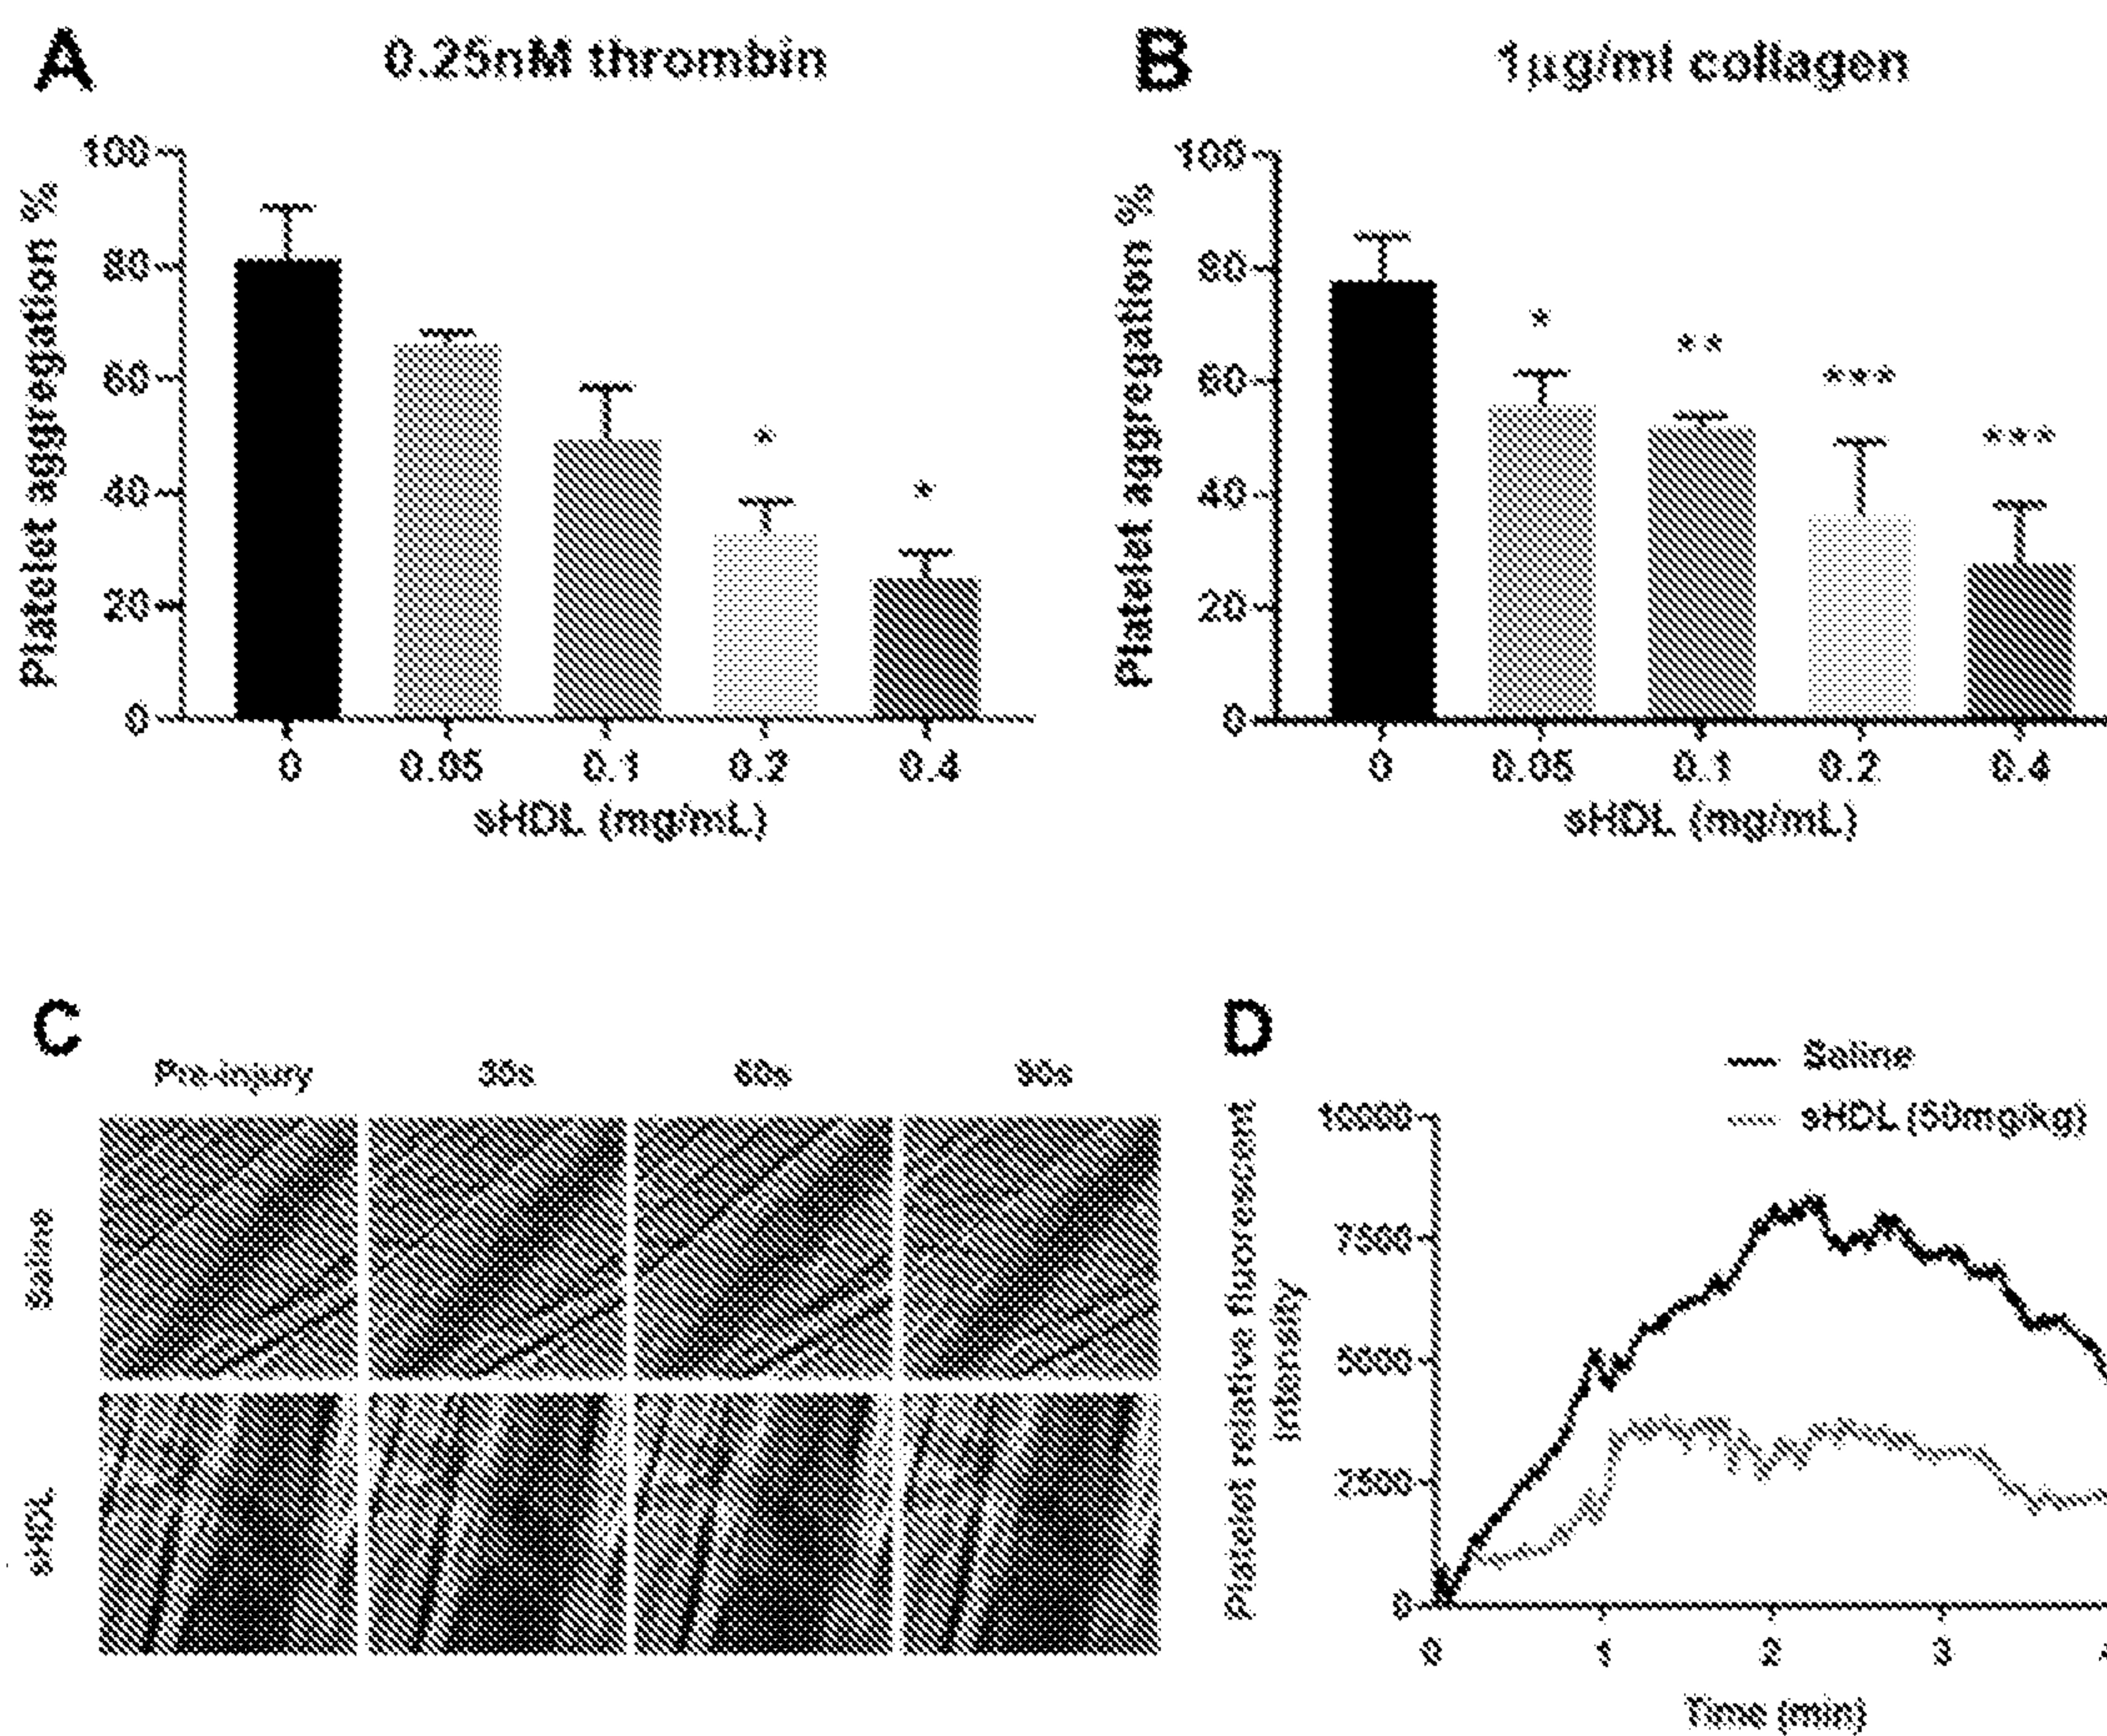 A
0.25nM thrombin
Platelet aggregation %
100
80
60
40
20
0
*
*
0
0.05
0.1
0.2
0.4
sHDL (mg/mL)
B
1µg/ml collagen
Platelet aggregation %
100
80
60
40
20
0
*
**
***
***
0
0.05
0.1
0.2
0.4
sHDL (mg/mL)
C
Pre-injury
30s
60s
90s
Saline
sHDL
D
Saline
sHDL (50mg/kg)
Platelet relative fluorescent
intensity
10000
7500
5000
2500
0
0
1
2
3
Time (min)